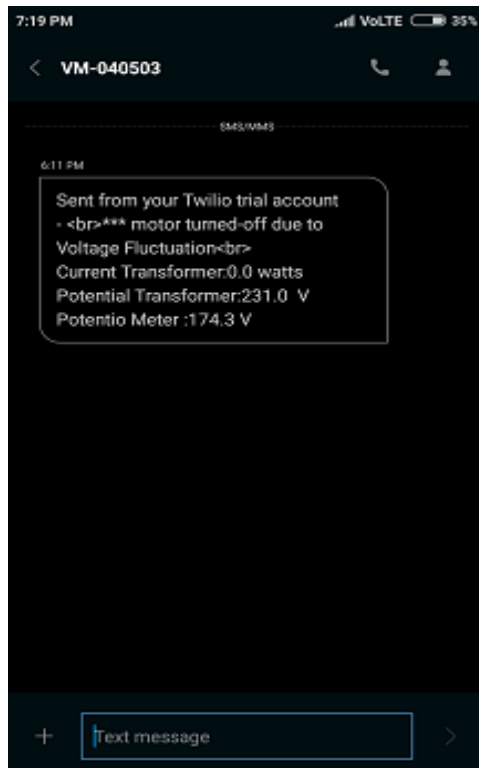 7:19 PM VoLTE 35%
VM-040503
SMS/MMS
6:11 PM
Sent from your Twilio trial account
- <br>*** motor turned-off due to
Voltage Fluctuation<br>
Current Transformer:0.0 watts
Potential Transformer:231.0 V
Potentio Meter :174.3 V
Text message